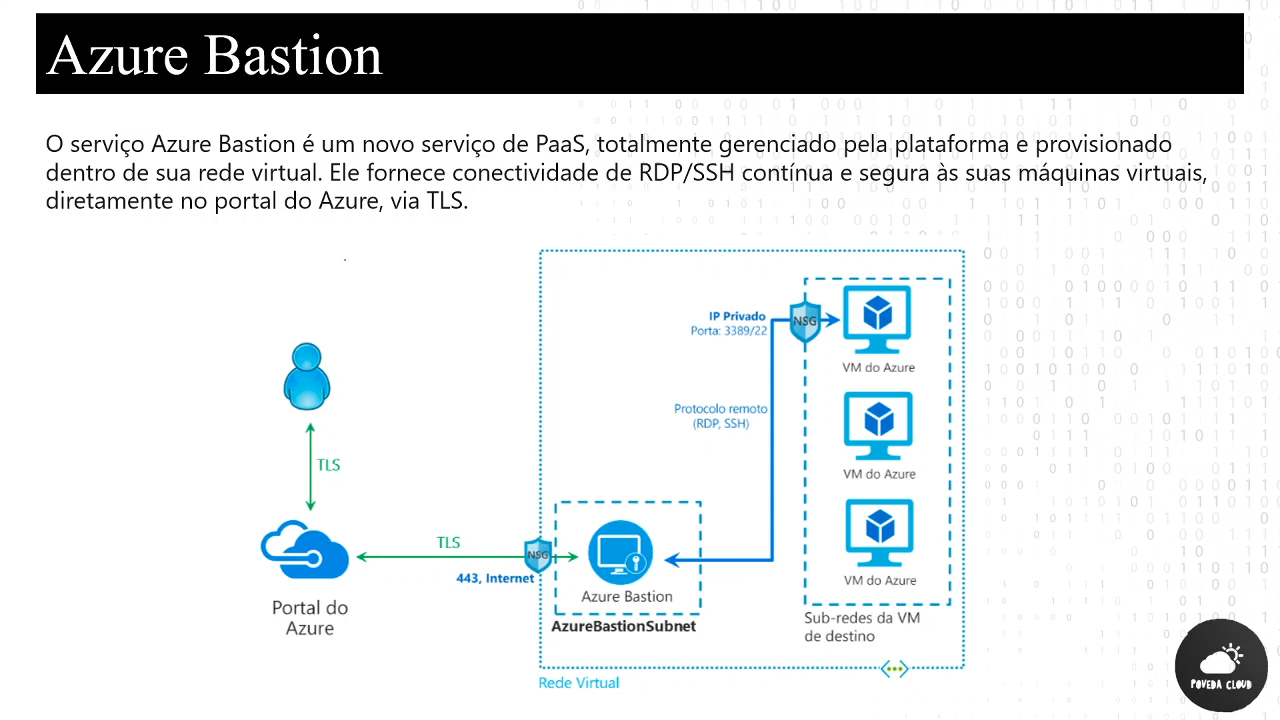 Azure Bastion
O serviço Azure Bastion é um novo serviço de PaaS, totalmente gerenciado pela plataforma e provisionado
dentro de sua rede virtual. Ele fornece conectividade de RDP/SSH contínua e segura às suas máquinas virtuais,
diretamente no portal do Azure, via TLS.
IP Privado
Porta: 3389/22
NSG
VM do Azure
Protocolo remoto
(RDP, SSH)
VM do Azure
TLS
TLS
NSG
443, Internet
VM do Azure
Azure Bastion
Portal do
Azure
AzureBastionSubnet
Sub-redes da VM
de destino
Rede Virtual
POVEDA CLOUD